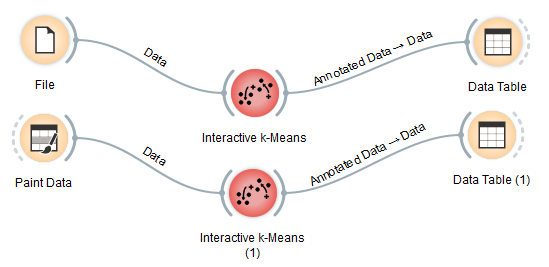 Data
Annotated Data → Data
File
Data Table
Interactive k-Means
Data
Annotated Data → Data
Paint Data
Data Table (1)
Interactive k-Means
(1)